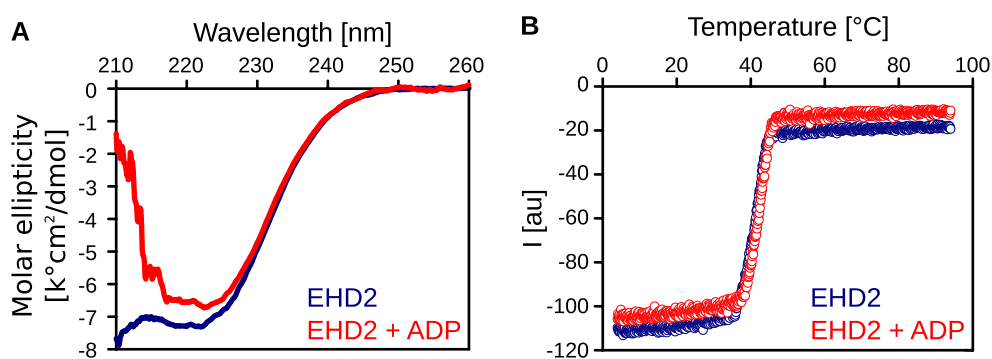 A
Wavelength [nm]
210 220 230 240 250 260
0
-1
-2
-3
-4
-5
-6
-7
-8
Molar ellipticity
[k°cm²/dmol]
EHD2
EHD2 + ADP
B
Temperature [°C]
0 20 40 60 80 100
0
-20
-40
-60
-80
-100
-120
I [au]
EHD2
EHD2 + ADP